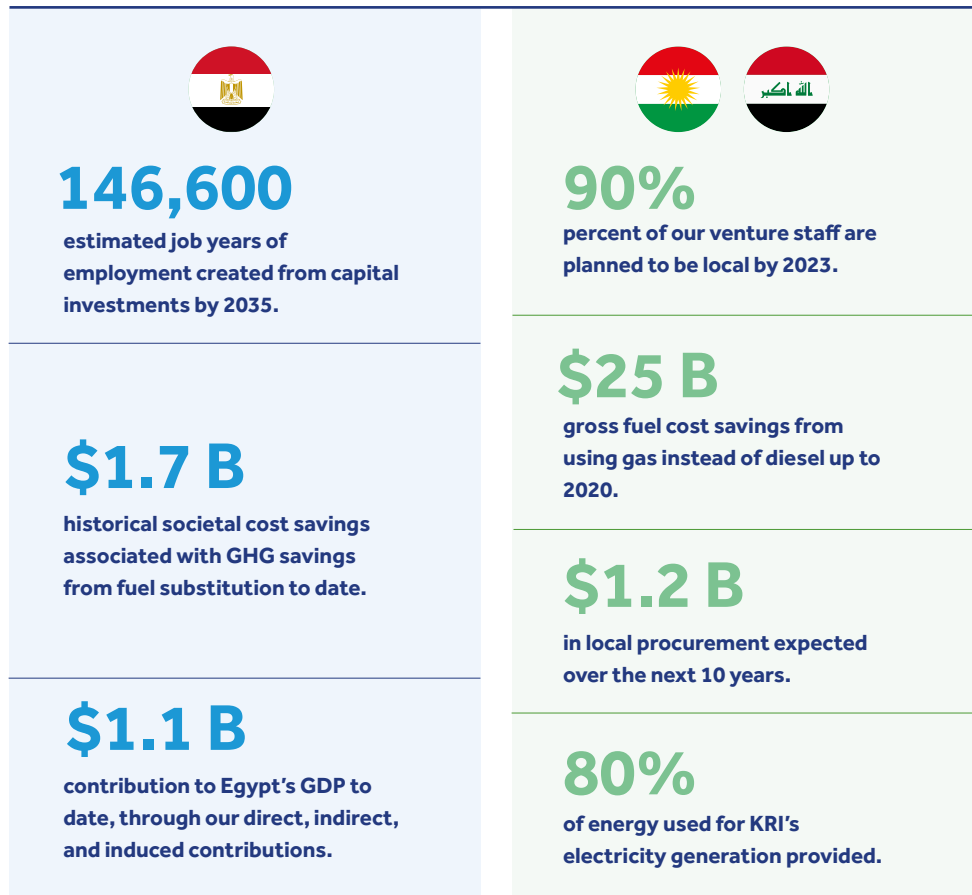 146,600
estimated job years of
employment created from capital
investments by 2035.
$1.7 B
historical societal cost savings
associated with GHG savings
from fuel substitution to date.
$1.1 B
contribution to Egypt’s GDP to
date, through our direct, indirect,
and induced contributions.
الله اكبر
90%
percent of our venture staff are
planned to be local by 2023.
$25 B
gross fuel cost savings from
using gas instead of diesel up to
2020.
$1.2 B
in local procurement expected
over the next 10 years.
80%
of energy used for KRI’s
electricity generation provided.